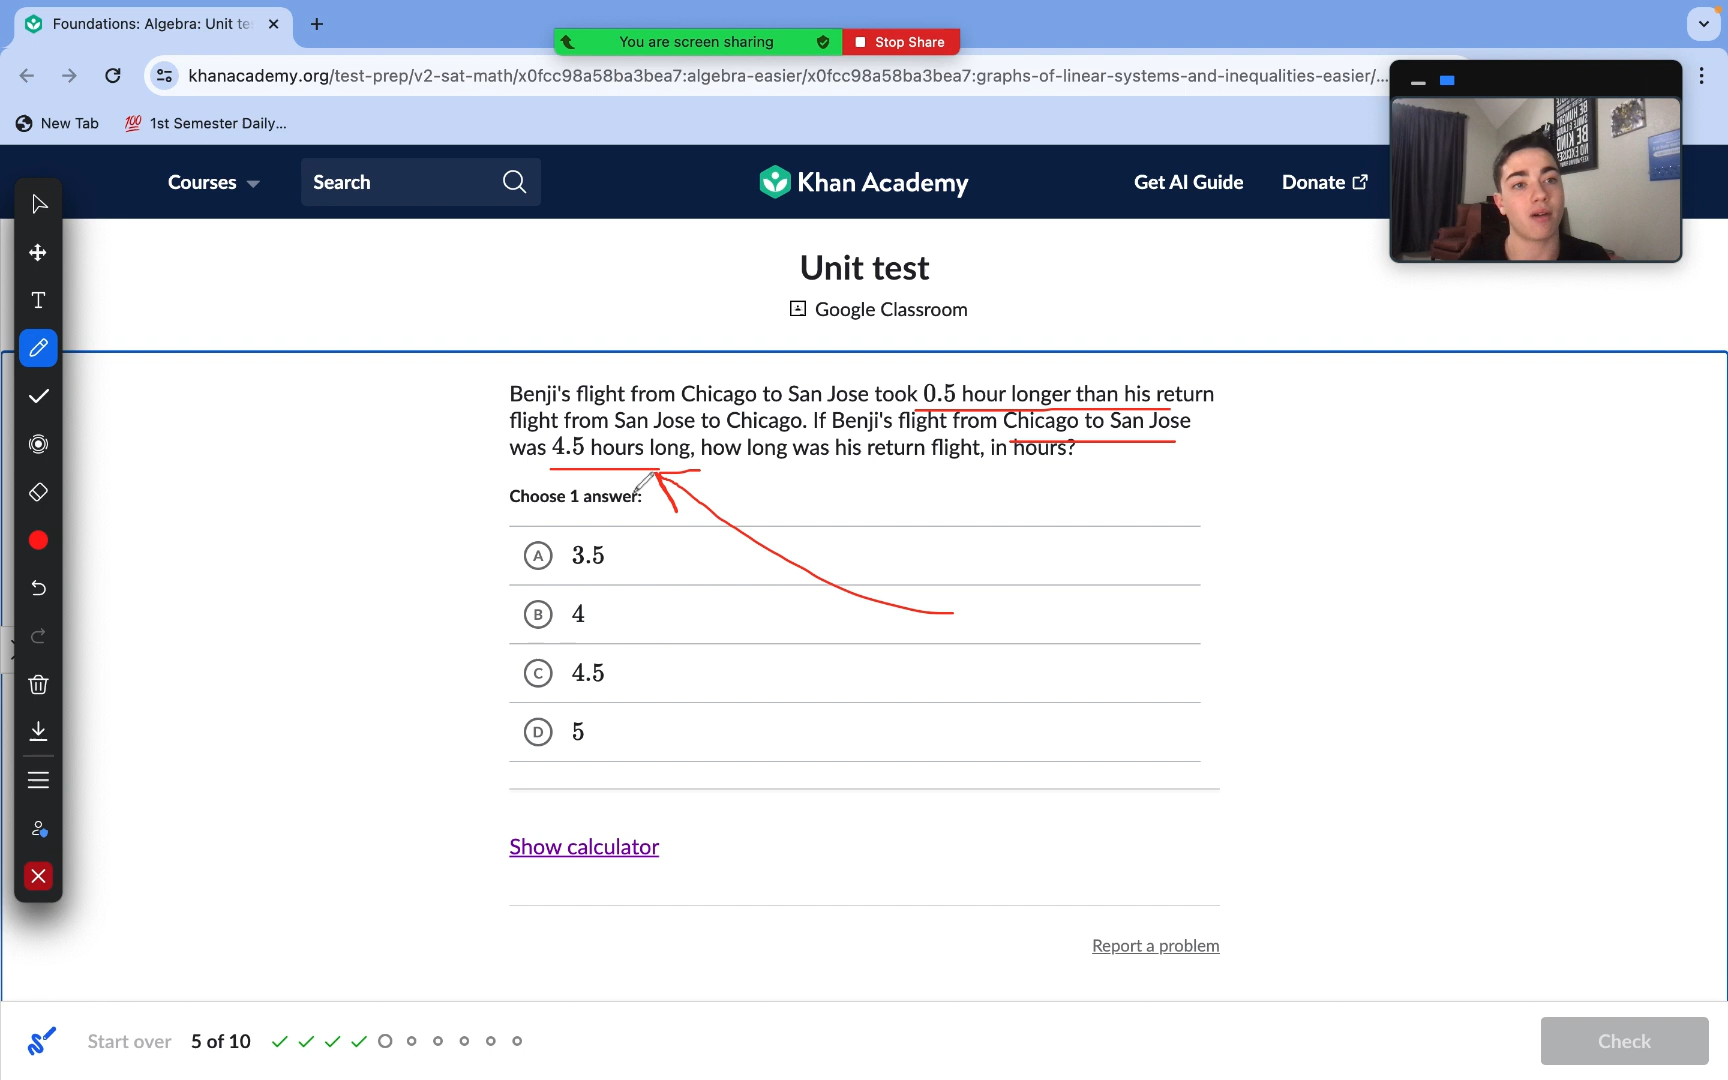 Foundations: Algebra: Unit te
You are screen sharing
Stop Share
khanacademy.org/test-prep/v2-sat-math/x0fcc98a58ba3bea7:algebra-easier/x0fcc98a58ba3bea7:graphs-of-linear-systems-and-inequalities-easier/...
New Tab
💯 1st Semester Daily...
Courses
Search
Khan Academy
Get AI Guide
Donate
Unit test
Google Classroom
Benji's flight from Chicago to San Jose took 0.5 hour longer than his return
flight from San Jose to Chicago. If Benji's flight from Chicago to San Jose
was 4.5 hours long, how long was his return flight, in hours?
Choose 1 answer:
A 3.5
B 4
C 4.5
D 5
Show calculator
Report a problem
Start over
5 of 10
Check
T
BE KIND